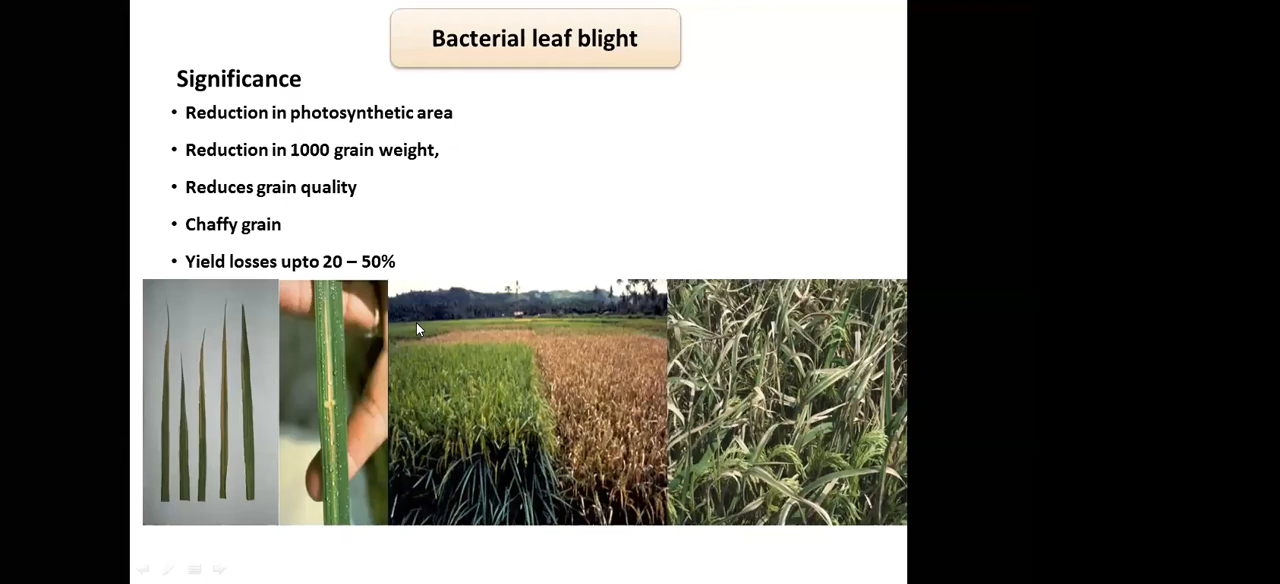 Bacterial leaf blight
Significance
• Reduction in photosynthetic area
• Reduction in 1000 grain weight,
• Reduces grain quality
• Chaffy grain
• Yield losses upto 20 – 50%